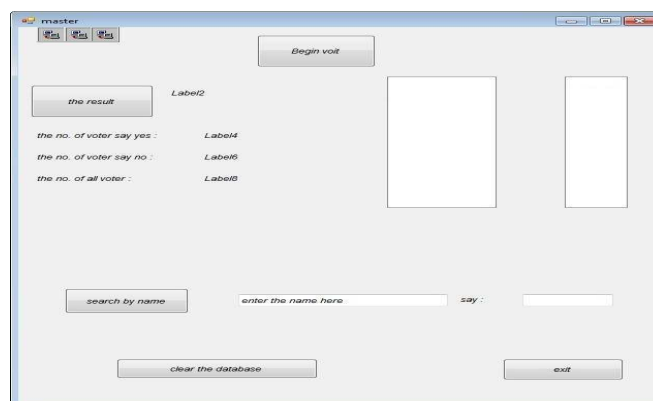 master
Begin voit
the result
Label2
the no. of voter say yes :
Label4
the no. of voter say no :
Label6
the no. of all voter :
Label8
search by name
enter the name here
say :
clear the database
exit